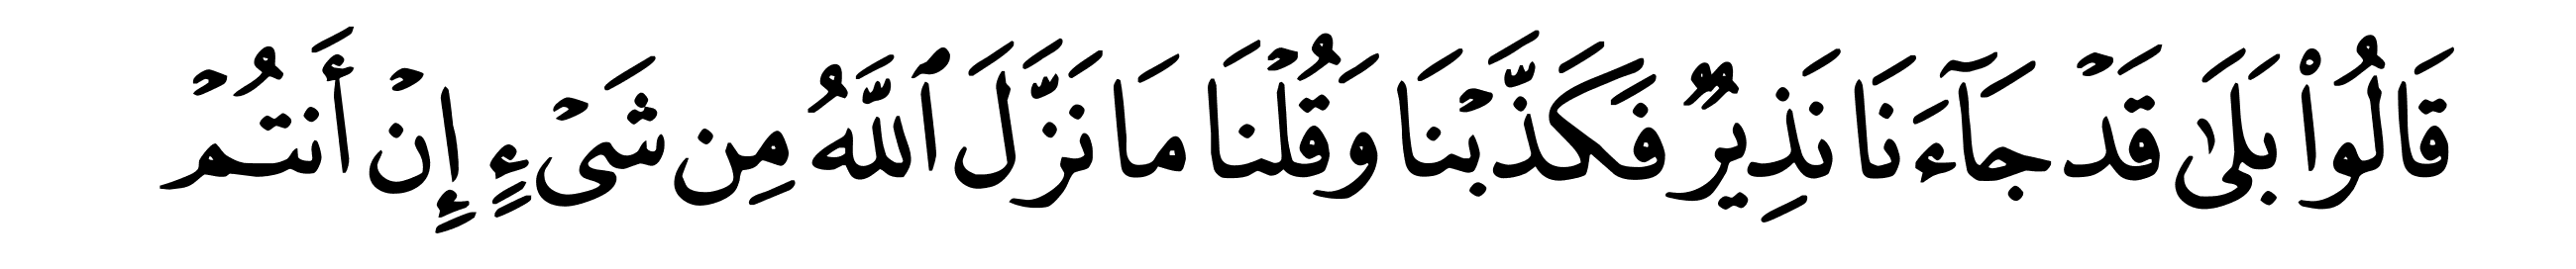 قَالُوا۟ بَلَىٰ قَدْ جَآءَنَا نَذِيرٌ فَكَذَّبْنَا وَقُلْنَا مَا نَزَّلَ ٱللَّهُ مِن شَىْءٍ إِنْ أَنتُمْ